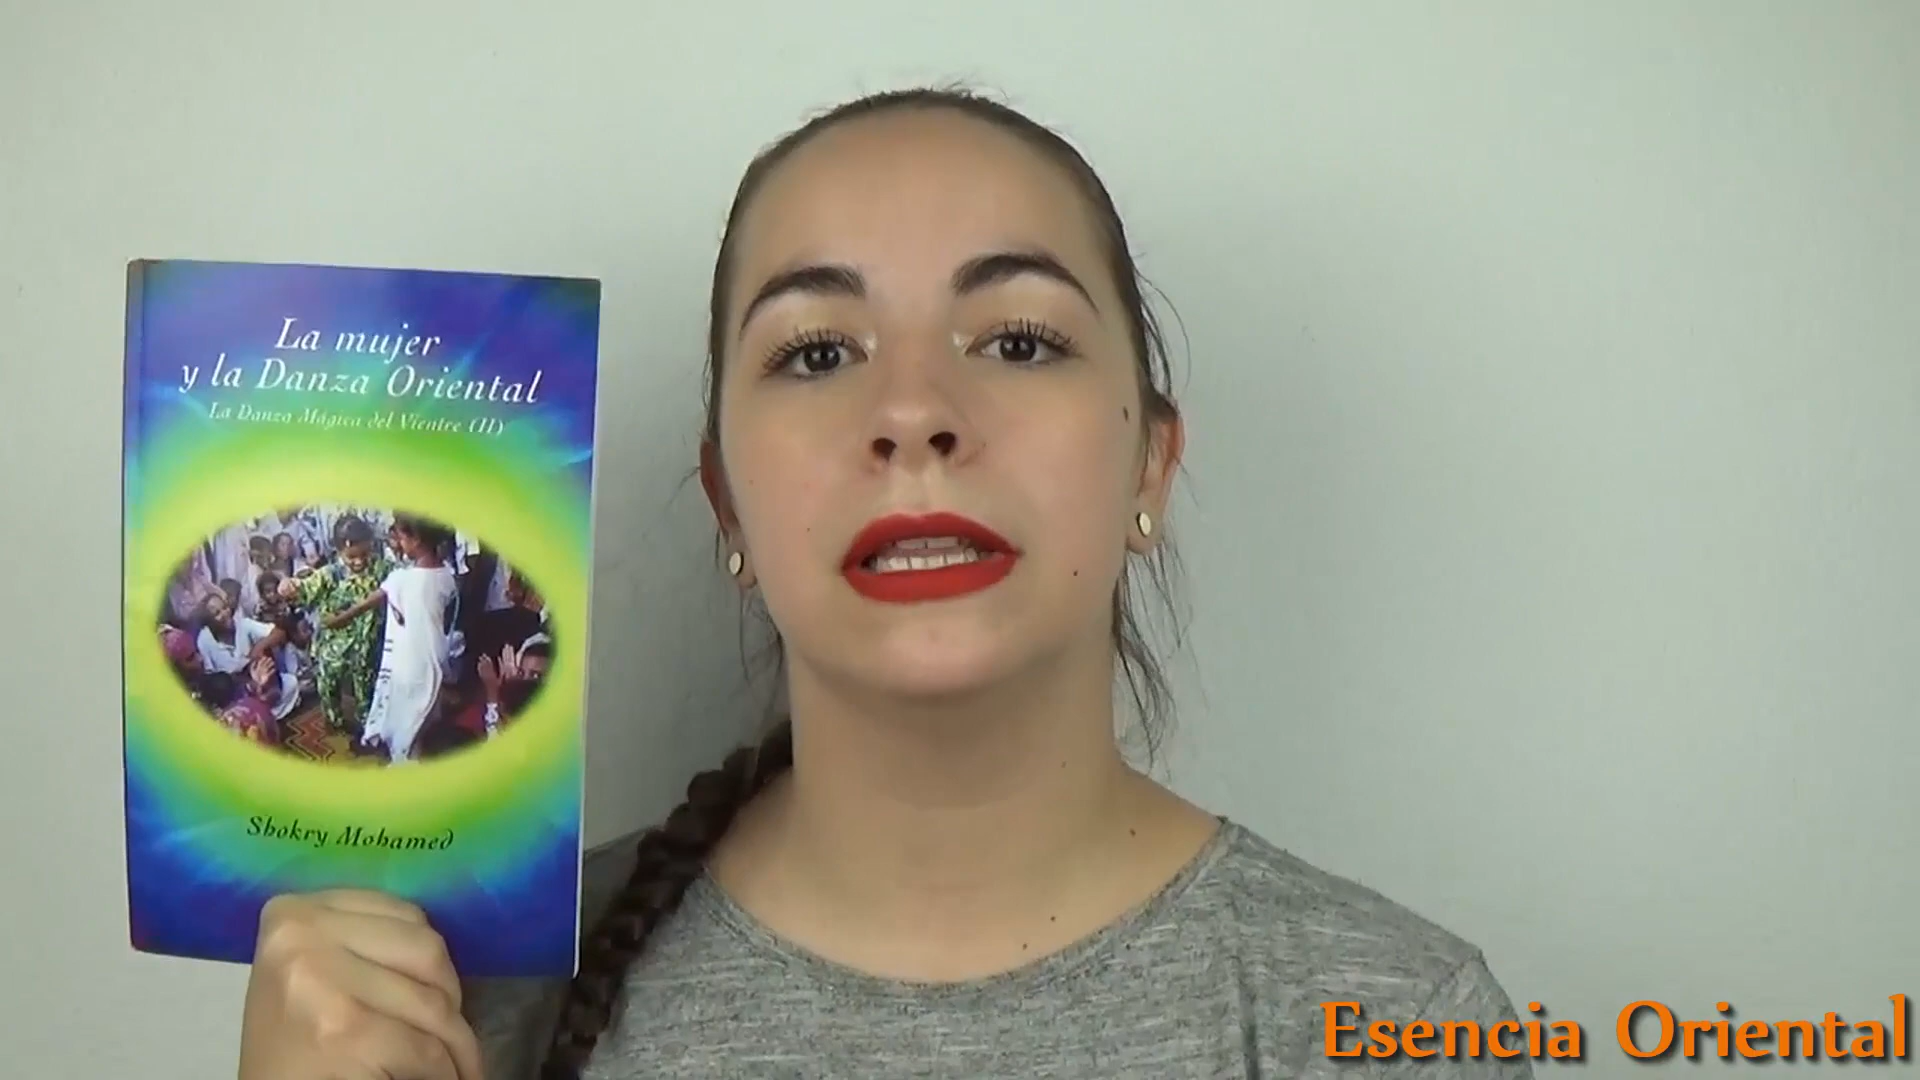 La mujer
y la Danza Oriental
La Danza Mágica del Vientre (II)
Shokry Mohamed
Esencia Oriental